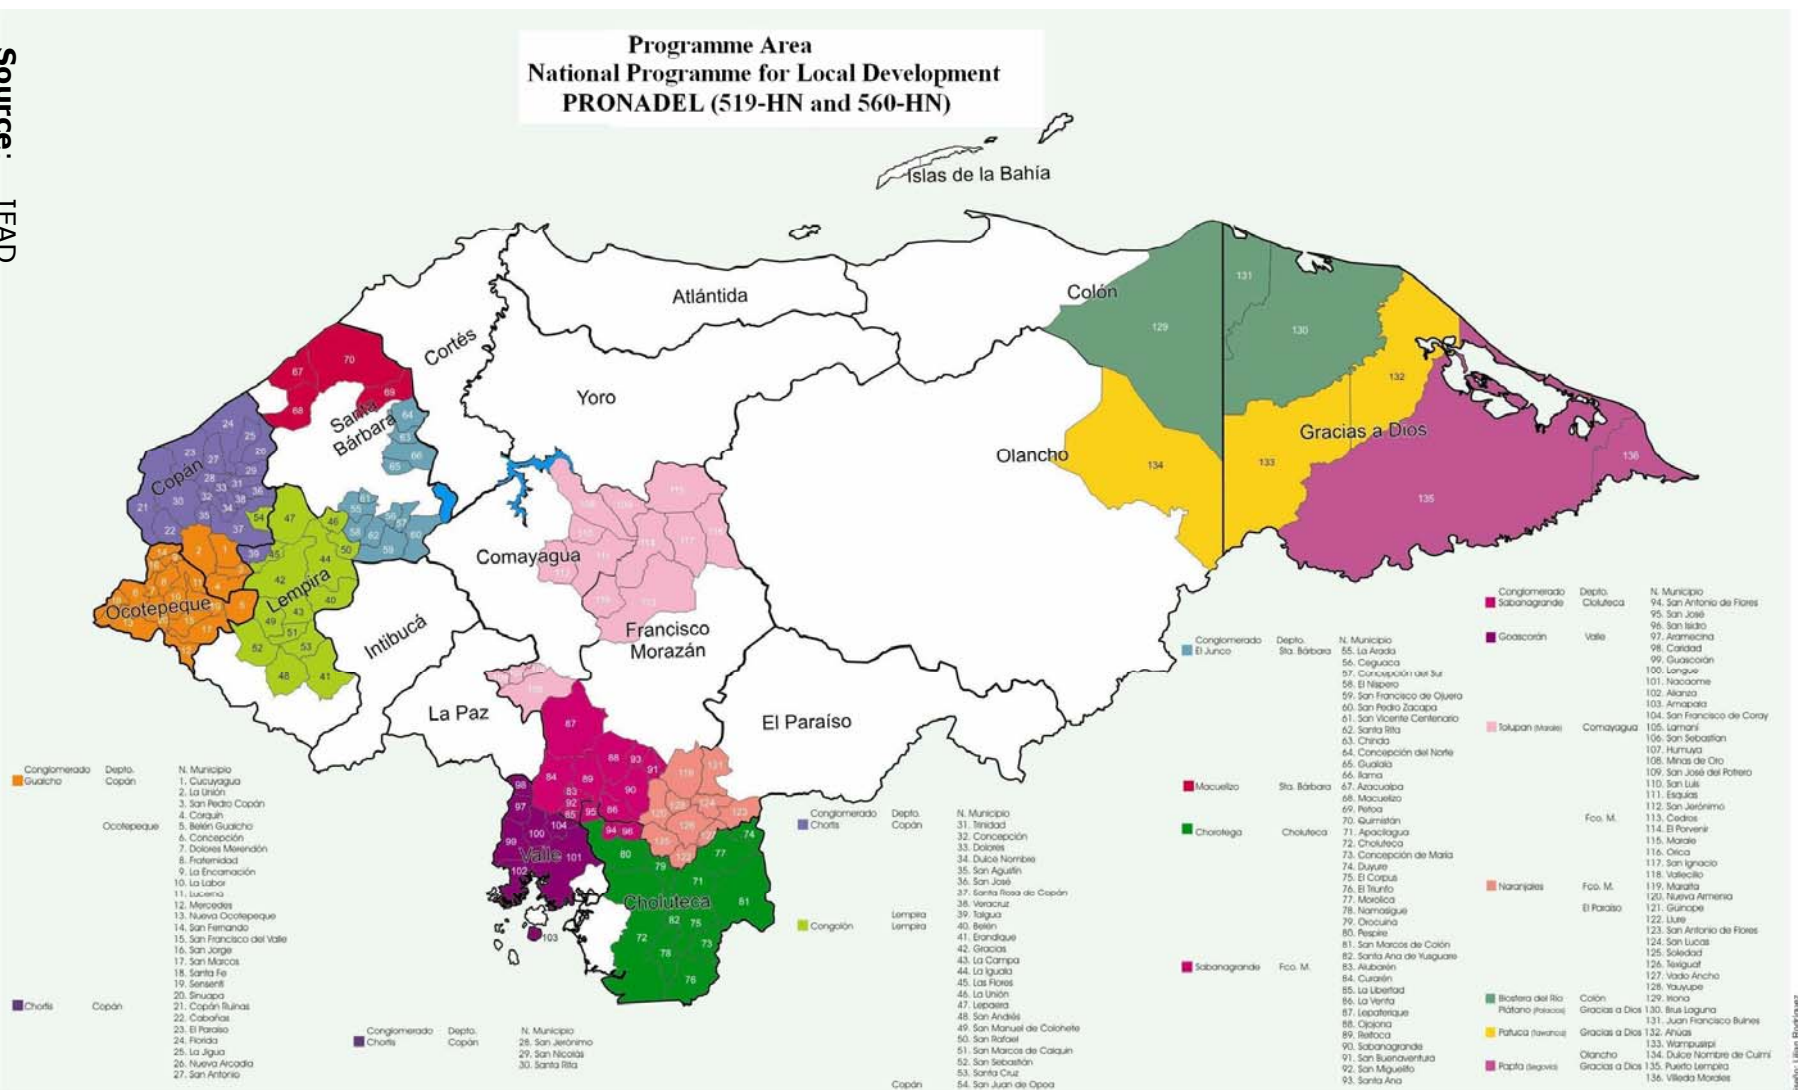 Source: IFAD
Programme Area
National Programme for Local Development
PRONADEL (519-HN and 560-HN)
Islas de la Bahía
Atlántida
Colón
Cortés
Yoro
Santa
Bárbara
Copán
Olancho
Gracias a Dios
Comayagua
Ocotepeque
Lempira
Intibucá
Francisco
Morazán
La Paz
El Paraíso
Valle
Choluteca
Conglomerado Depto. N. Municipio
Gualcho Copán 1. Cucuyagua
2. La Unión
3. San Pedro Copán
4. Corquín
Ocotepeque 5. Belén Gualcho
6. Concepción
7. Dolores Merendón
8. Fraternidad
9. La Encarnación
10. La Labor
11. Lucerna
12. Mercedes
13. Nueva Ocotepeque
14. San Fernando
15. San Francisco del Valle
16. San Jorge
17. San Marcos
18. Santa Fe
19. Sensenti
20. Sinuapa
Chortis Copán 21. Copán Ruinas
22. Cabañas
23. El Paraíso
24. Florida
25. La Jigua
26. Nueva Arcadia
27. San Antonio
Conglomerado Depto. N. Municipio
Chortis Copán 28. San Jerónimo
29. San Nicolás
30. Santa Rita
Conglomerado Depto. N. Municipio
Chortis Copán 31. Trinidad
32. Concepción
33. Dolores
34. Dulce Nombre
35. San Agustín
36. San José
37. Santa Rosa de Copán
38. Veracruz
Lempira 39. Talgua
Congolón Lempira 40. Belén
41. Erandique
42. Gracias
43. La Campa
44. La Iguala
45. Las Flores
46. La Unión
47. Lepaera
48. San Andrés
49. San Manuel de Colohete
50. San Rafael
51. San Marcos de Caiquin
52. San Sebastián
53. Santa Cruz
Copán 54. San Juan de Opoa
Conglomerado Depto. N. Municipio
El Junco Sta. Bárbara 55. La Arada
56. Ceguaca
57. Concepción del Sur
58. El Níspero
59. San Francisco de Ojuera
60. San Pedro Zacapa
61. San Vicente Centenario
62. Santa Rita
63. Chinda
64. Concepción del Norte
65. Gualala
66. Ilama
Macuelizo Sta. Bárbara 67. Azacualpa
68. Macuelizo
69. Petoa
70. Quimistán
Chorotega Choluteca 71. Apacilagua
72. Choluteca
73. Concepción de María
74. Duyure
75. El Corpus
76. El Triunfo
77. Morolica
78. Namasigue
79. Orocuina
80. Pespire
81. San Marcos de Colón
82. Santa Ana de Yusguare
Sabanagrande Fco. M. 83. Alubarén
84. Curarén
85. La Libertad
86. La Venta
87. Lepaterique
88. Ojojona
89. Reitoca
90. Sabanagrande
91. San Buenaventura
92. San Miguelito
93. Santa Ana
Conglomerado Depto. N. Municipio
Sabanagrande Cloluteca 94. San Antonio de Flores
95. San José
96. San Isidro
Goascorán Valle 97. Aramecina
98. Caridad
99. Guascorán
100. Langue
101. Nacaome
102. Alianza
103. Amapala
104. San Francisco de Coray
Tolupan (Marale) Comayagua 105. Lamaní
106. San Sebastían
107. Humuya
108. Minas de Oro
109. San José del Potrero
110. San Luis
111. Esquías
112. San Jerónimo
Fco. M. 113. Cedros
114. El Porvenir
115. Marale
116. Orica
117. San Ignacio
118. Vallecillo
Naranjales Fco. M. 119. Maraita
120. Nueva Armenia
El Paraíso 121. Güinope
122. Liure
123. San Antonio de Flores
124. San Lucas
125. Soledad
126. Texiguat
127. Vado Ancho
128. Yauyupe
Biosfera del Río Colón 129. Iriona
Plátano (Palacios) Gracias a Dios 130. Brus Laguna
131. Juan Francisco Bulnes
Patuca (Tawanca) Gracias a Dios 132. Ahúas
133. Wampusirpi
Olancho 134. Dulce Nombre de Culmí
Papta (Segovia) Gracias a Dios 135. Puerto Lempira
136. Villeda Morales